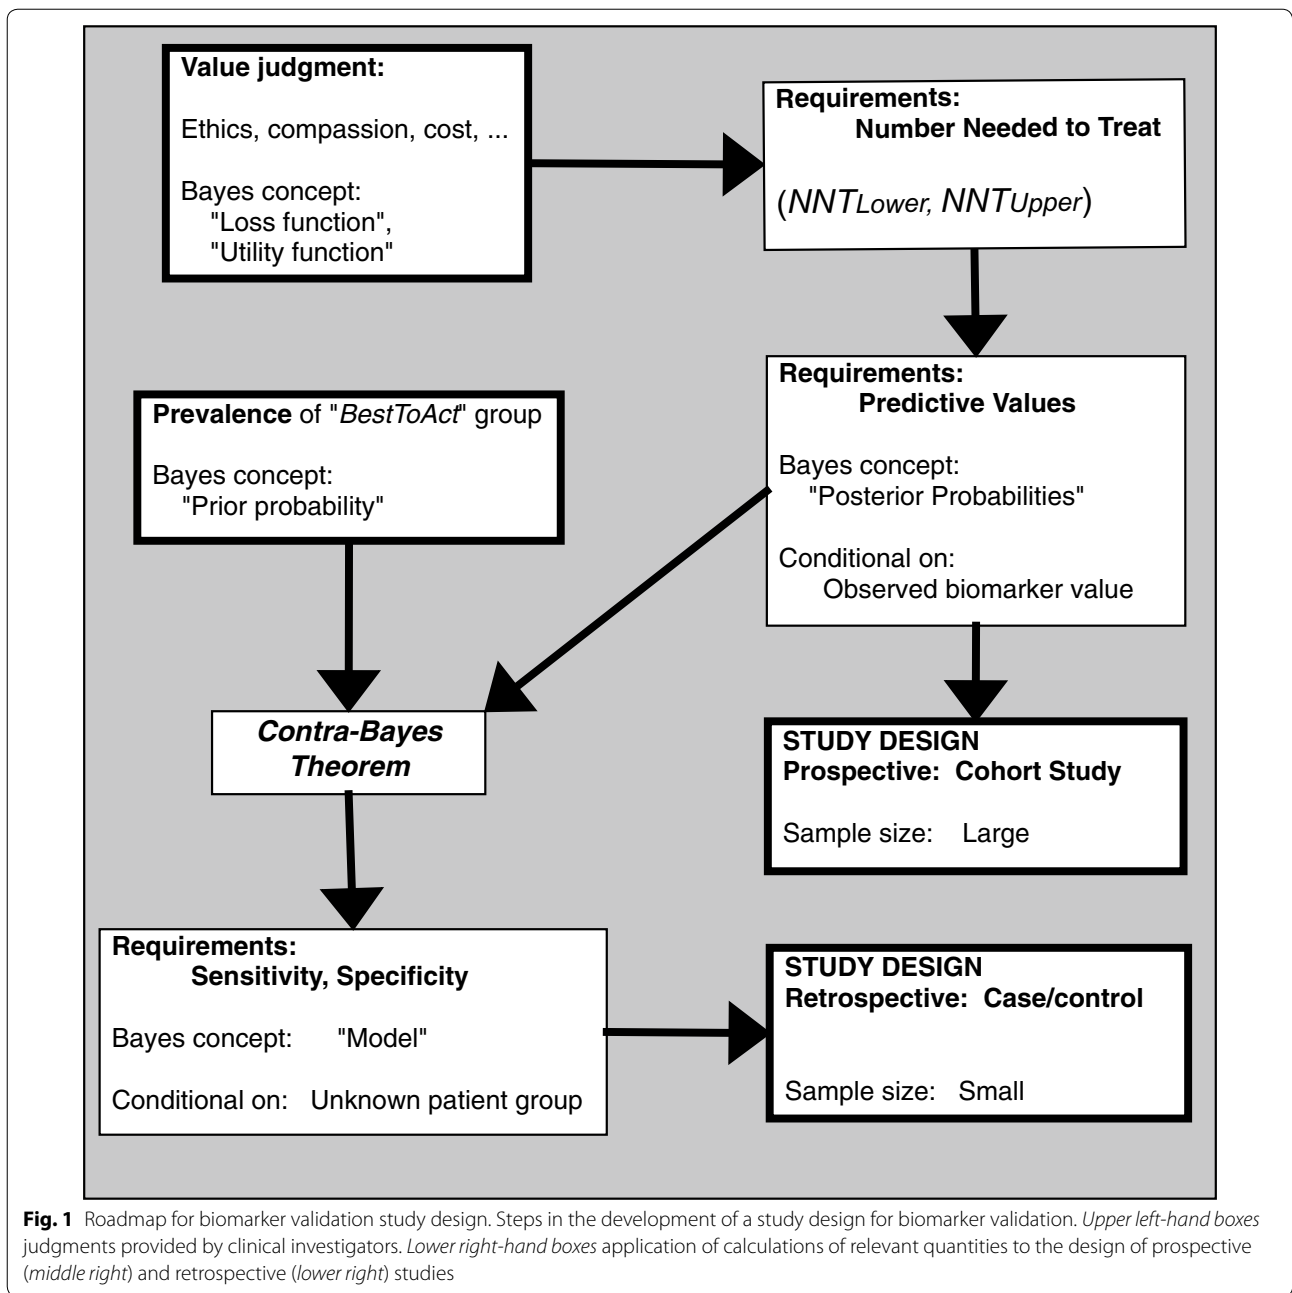 Value judgment:
Ethics, compassion, cost, ...
Bayes concept:
"Loss function",
"Utility function"
Requirements:
Number Needed to Treat
(NNTLower, NNTUpper)
Prevalence of "BestToAct" group
Bayes concept:
"Prior probability"
Requirements:
Predictive Values
Bayes concept:
"Posterior Probabilities"
Conditional on:
Observed biomarker value
Contra-Bayes
Theorem
STUDY DESIGN
Prospective: Cohort Study
Sample size: Large
Requirements:
Sensitivity, Specificity
Bayes concept: "Model"
Conditional on: Unknown patient group
STUDY DESIGN
Retrospective: Case/control
Sample size: Small
Fig. 1 Roadmap for biomarker validation study design. Steps in the development of a study design for biomarker validation. Upper left-hand boxes
judgments provided by clinical investigators. Lower right-hand boxes application of calculations of relevant quantities to the design of prospective
(middle right) and retrospective (lower right) studies